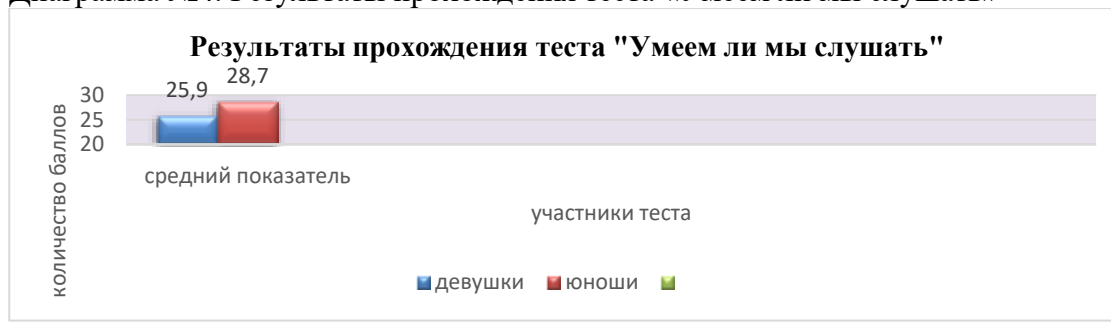 Результаты прохождения теста "Умеем ли мы слушать"
25,9
28,7
30
25
20
количество баллов
средний показатель
участники теста
девушки
юноши